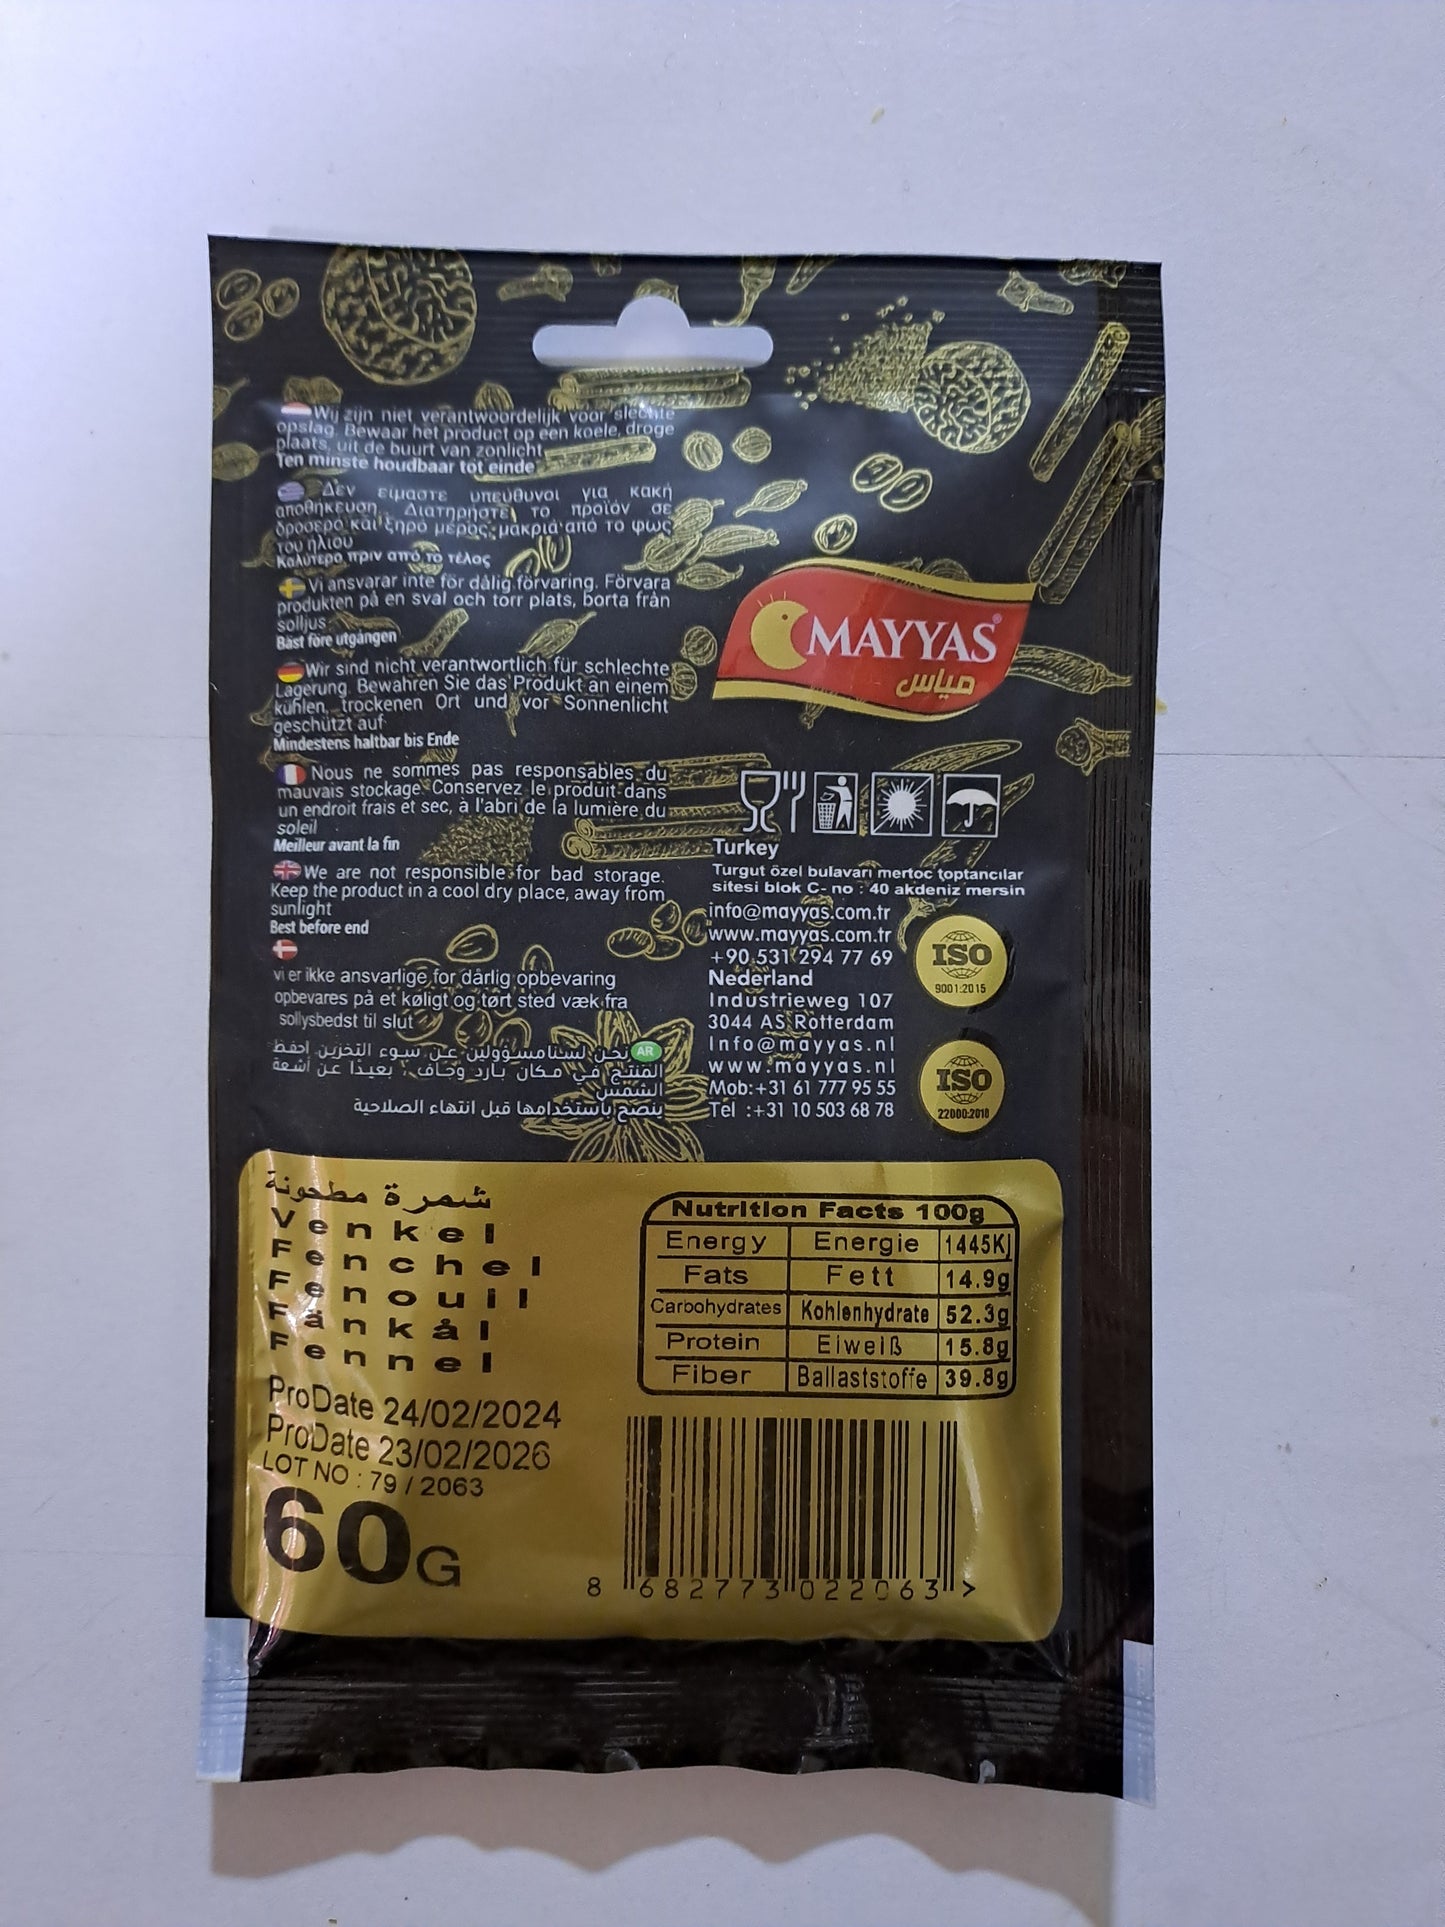 Wij zijn niet verantwoordelijk voor slechte
opslag. Bewaar het product op een koele, droge
plaats, uit de buurt van zonlicht
Ten minste houdbaar tot einde
Δεν είμαστε υπεύθυνοι για κακή
αποθήκευση. Διατηρήστε το προϊόν σε
δροσερό και ξηρό μέρος, μακριά από το φως
του ήλιου
Καλύτερο πριν από το τέλος
Vi ansvarar inte för dålig förvaring. Förvara
produkten på en sval och torr plats, borta från
solljus
Bäst före utgången
Wir sind nicht verantwortlich für schlechte
Lagerung. Bewahren Sie das Produkt an einem
kühlen, trockenen Ort und vor Sonnenlicht
geschützt auf
Mindestens haltbar bis Ende
Nous ne sommes pas responsables du
mauvais stockage Conservez le produit dans
un endroit frais et sec, à l'abri de la lumière du
soleil
Meilleur avant la fin
We are not responsible for bad storage.
Keep the product in a cool dry place, away from
sunlight
Best before end
vi er ikke ansvarlige for dårlig opbevaring
opbevares på et køligt og tørt sted væk fra
sollysbedst til slut
AR نحن لسنامسؤولين عن سوء التخزين احفظ
المنتج في مكان بارد وجاف ، بعيدًا عن أشعة
الشمس
ينصح باستخدامها قبل انتهاء الصلاحية
MAYYAS®
مياس
Turkey
Turgut özel bulavarı mertoc toptancılar
sitesi blok C- no : 40 akdeniz mersin
info@mayyas.com.tr
www.mayyas.com.tr
+90 531 294 77 69
Nederland
Industrieweg 107
3044 AS Rotterdam
Info@mayyas.nl
www.mayyas.nl
Mob:+31 61 777 95 55
Tel :+31 10 503 68 78
ISO
9001:2015
ISO
22000:2018
شمرة مطحونة
Venkel
Fenchel
Fenouil
Fänkål
Fennel
ProDate 24/02/2024
ProDate 23/02/2026
LOT NO : 79 / 2063
60G
Nutrition Facts 100g
Energy Energie 1445KJ
Fats Fett 14.9g
Carbohydrates Kohlenhydrate 52.3g
Protein Eiweiß 15.8g
Fiber Ballaststoffe 39.8g
8 682773 022063 >